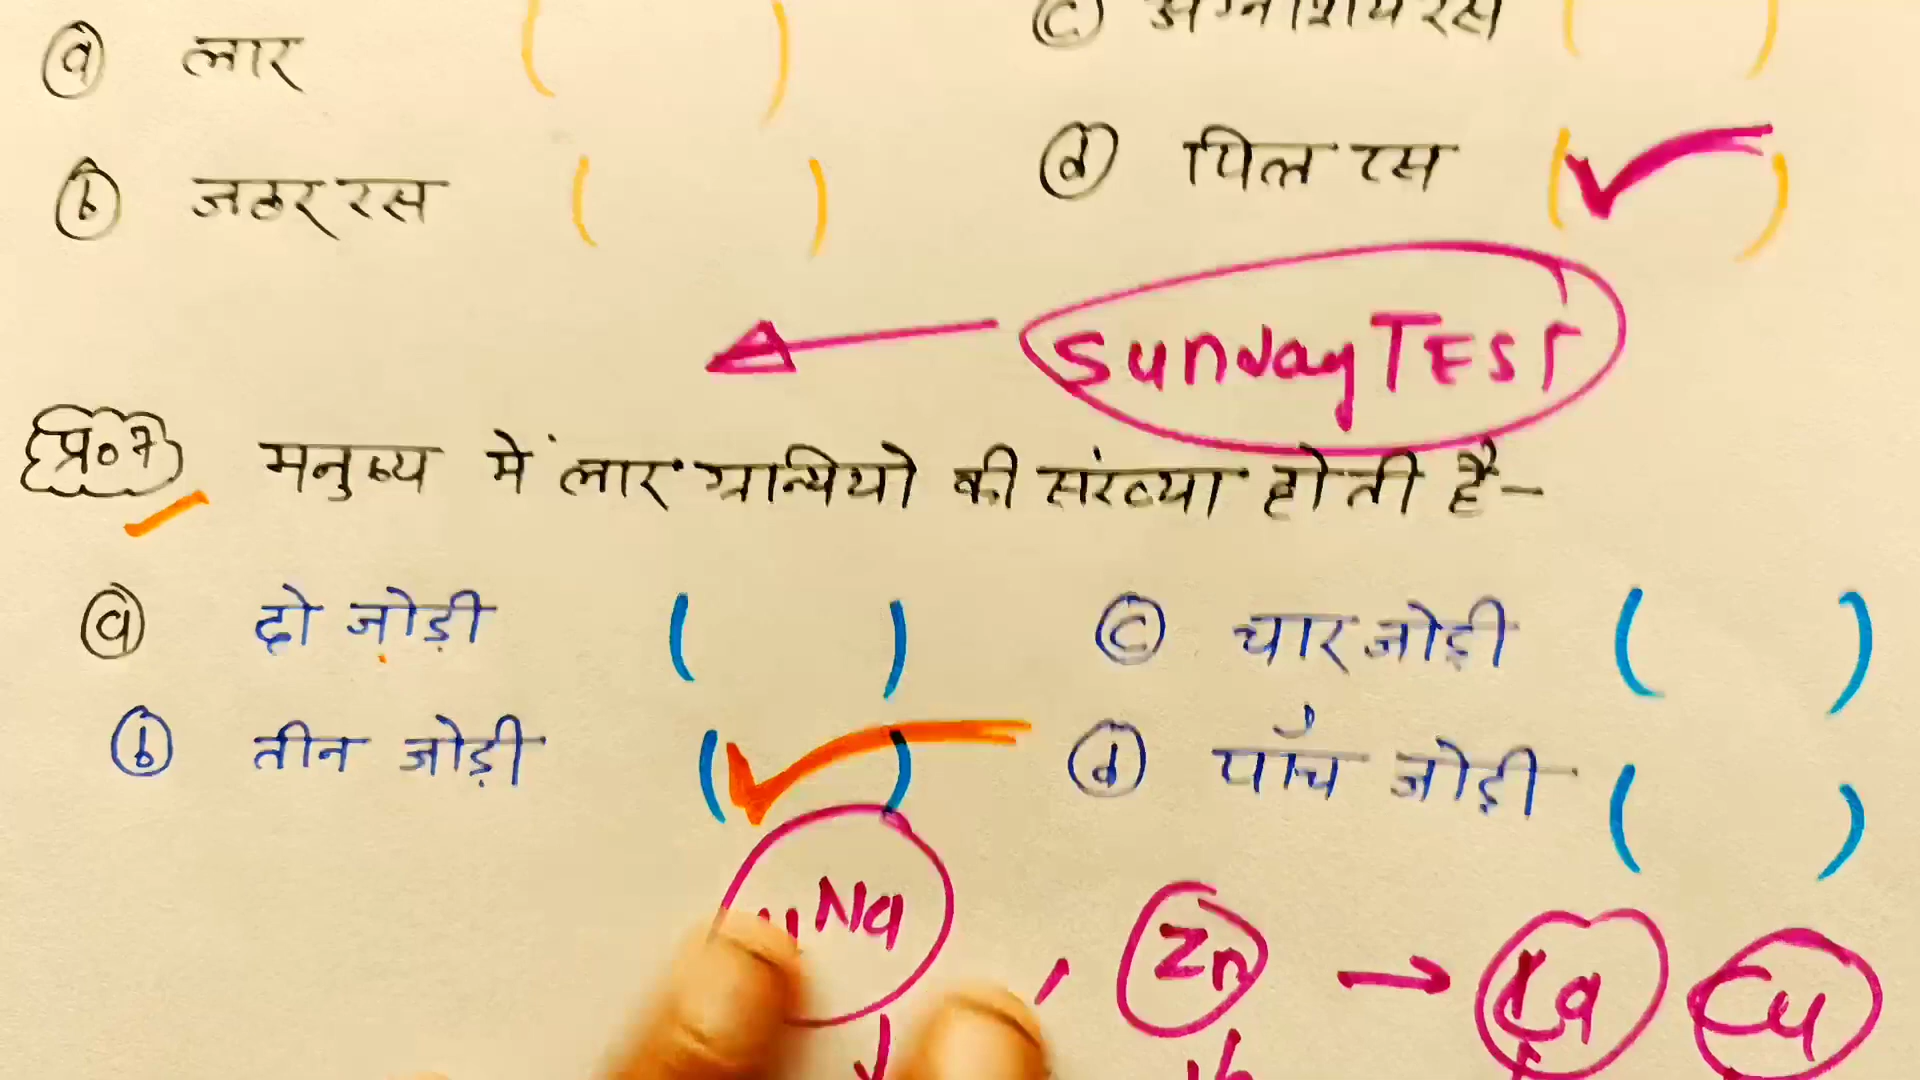 ⓐ लार ( )
ⓒ अग्नाशय रस ( )
ⓑ जठर रस ( )
ⓓ पित्त रस ( ✓ )
Sunday TEST
प्र०7 मनुष्य में लार ग्रन्थियो की संख्या होती है-
ⓐ दो जोड़ी ( )
ⓒ चार जोड़ी ( )
ⓑ तीन जोड़ी ( ✓ )
ⓓ पाँच जोड़ी ( )
Na , Zn → Cu